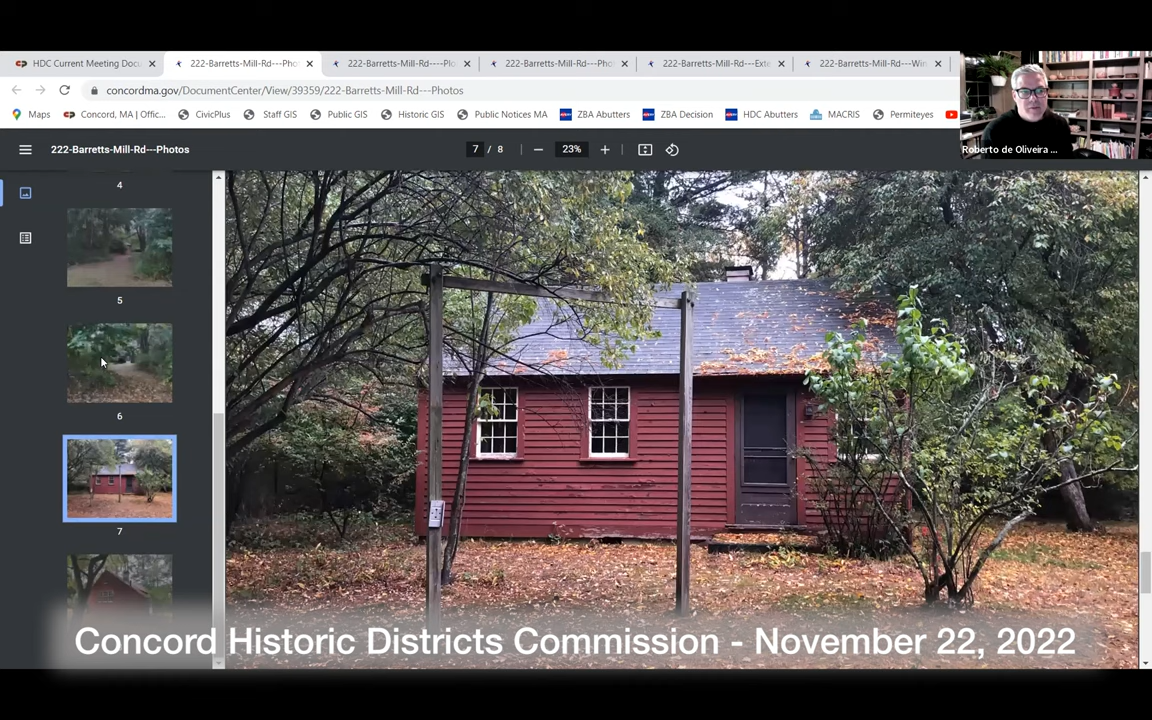 HDC Current Meeting Docu
222-Barretts-Mill-Rd---Pho
222-Barretts-Mill-Rd----Plo
222-Barretts-Mill-Rd---Pho
222-Barretts-Mill-Rd---Exte
222-Barretts-Mill-Rd---Win
concordma.gov/DocumentCenter/View/39359/222-Barretts-Mill-Rd---Photos
Maps
Concord, MA | Offic...
CivicPlus
Staff GIS
Public GIS
Historic GIS
Public Notices MA
ZBA Abutters
ZBA Decision
HDC Abutters
MACRIS
Permiteyes
Roberto de Oliveira ...
222-Barretts-Mill-Rd---Photos
7 / 8
23%
4
5
6
7
Concord Historic Districts Commission - November 22, 2022